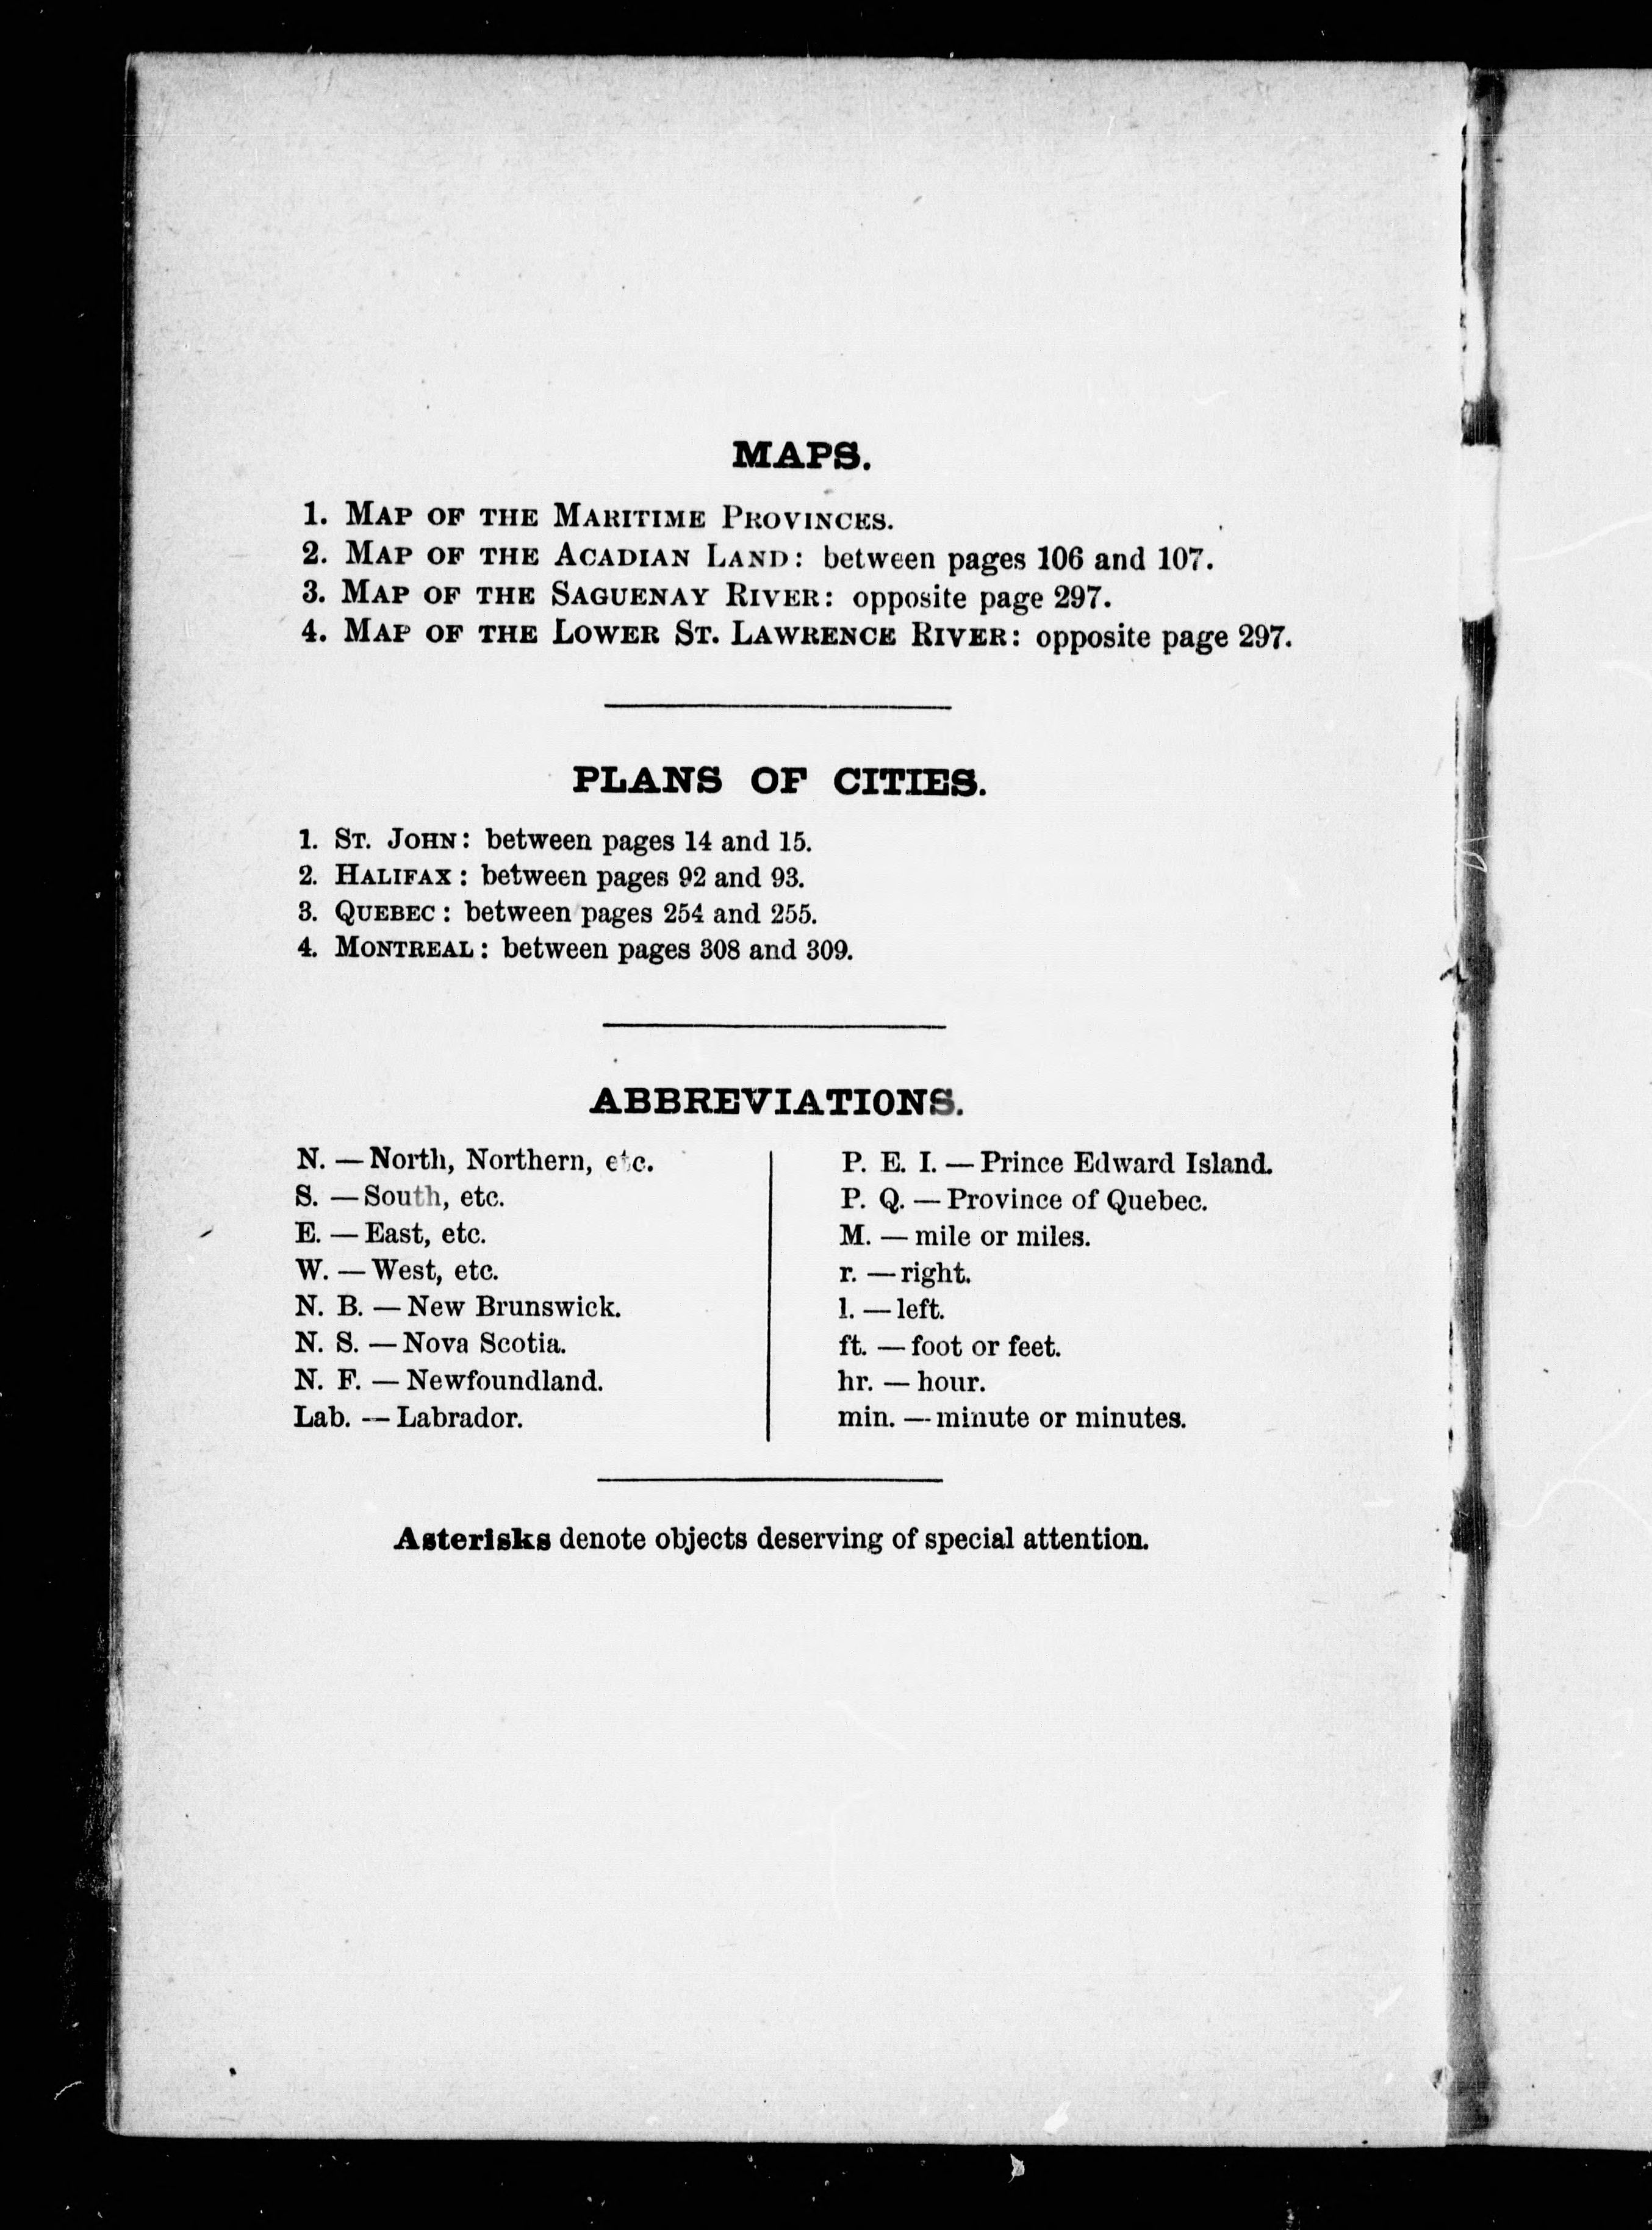 MAPS.
1. MAP OF THE MARITIME PROVINCES.
2. MAP OF THE ACADIAN LAND: between pages 106 and 107.
3. MAP OF THE SAGUENAY RIVER: opposite page 297.
4. MAP OF THE LOWER ST. LAWRENCE RIVER: opposite page 297.
PLANS OF CITIES.
1. ST. JOHN: between pages 14 and 15.
2. HALIFAX: between pages 92 and 93.
3. QUEBEC: between pages 254 and 255.
4. MONTREAL: between pages 308 and 309.
ABBREVIATIONS.
N. — North, Northern, etc.
S. — South, etc.
E. — East, etc.
W. — West, etc.
N. B. — New Brunswick.
N. S. — Nova Scotia.
N. F. — Newfoundland.
Lab. — Labrador.
P. E. I. — Prince Edward Island.
P. Q. — Province of Quebec.
M. — mile or miles.
r. — right.
l. — left.
ft. — foot or feet.
hr. — hour.
min. — minute or minutes.
Asterisks denote objects deserving of special attention.